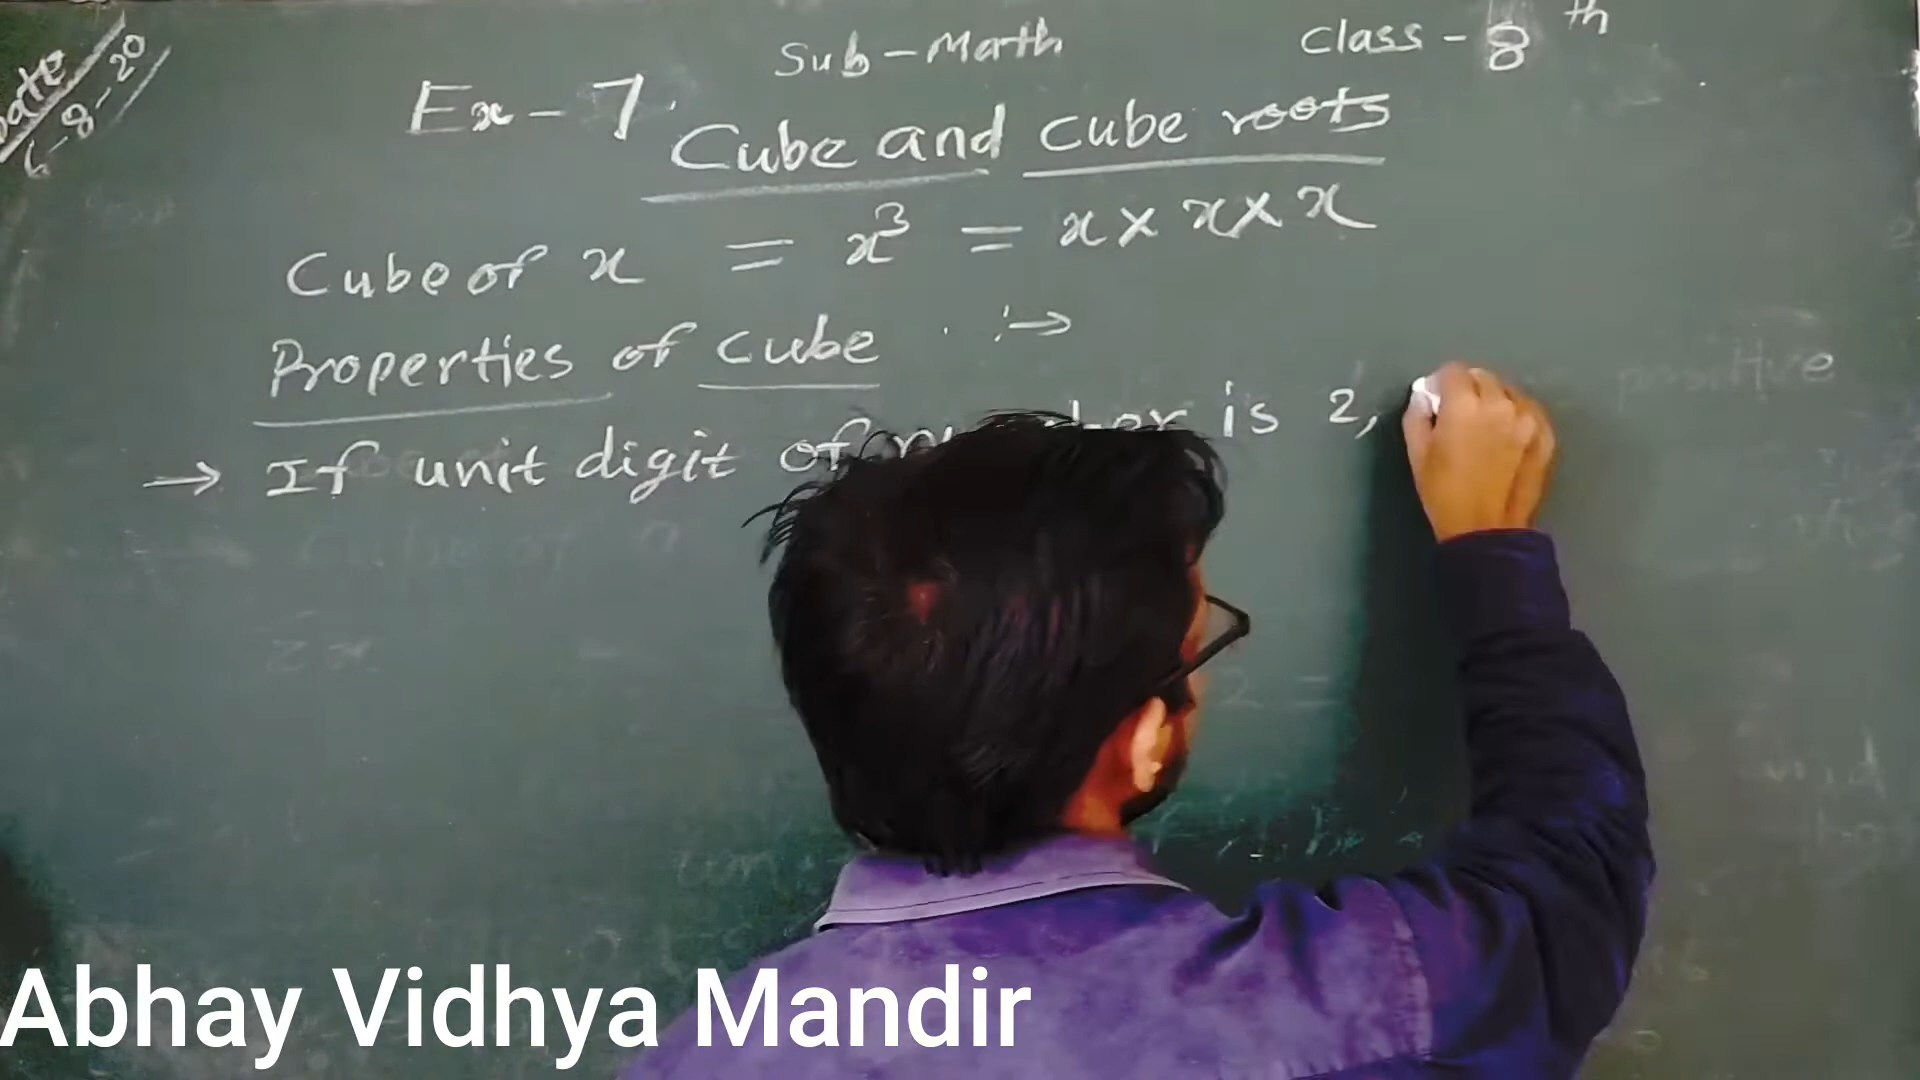 Date
6-8-20
Sub-Math
Class-8th
Ex-7.
Cube and cube roots
Cube of x = x³ = x × x × x
Properties of cube :→
→ If unit digit of number is 2,
Abhay Vidhya Mandir